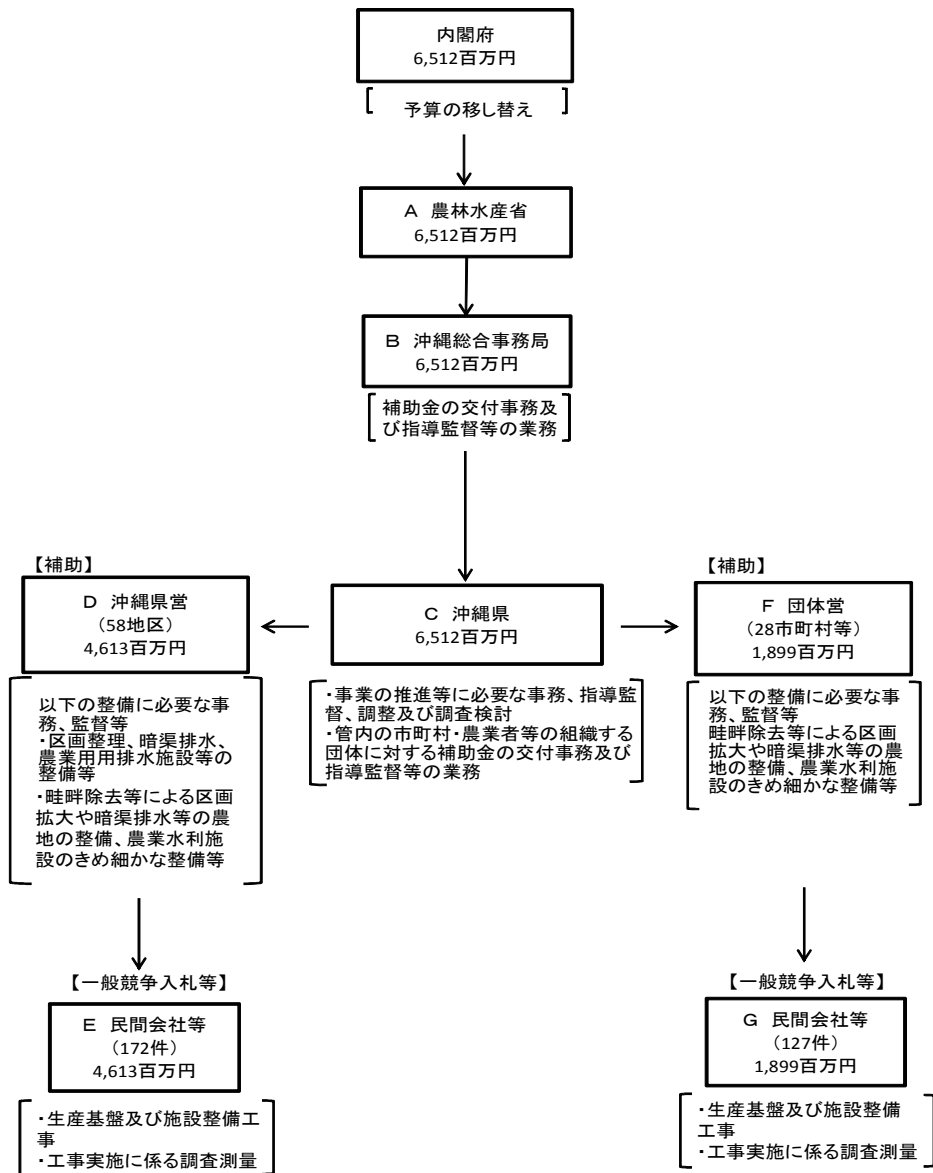 内閣府
6,512百万円
予算の移し替え
A 農林水産省
6,512百万円
B 沖縄総合事務局
6,512百万円
補助金の交付事務及
び指導監督等の業務
【補助】
D 沖縄県営
(58地区)
4,613百万円
以下の整備に必要な事
務、監督等
・区画整理、暗渠排水、
農業用用排水施設等の
整備等
・畦畔除去等による区画
拡大や暗渠排水等の農
地の整備、農業水利施
設のきめ細かな整備等
C 沖縄県
6,512百万円
・事業の推進等に必要な事務、指導監
督、調整及び調査検討
・管内の市町村・農業者等の組織する
団体に対する補助金の交付事務及び
指導監督等の業務
【補助】
F 団体営
(28市町村等)
1,899百万円
以下の整備に必要な事
務、監督等
畦畔除去等による区画
拡大や暗渠排水等の農
地の整備、農業水利施
設のきめ細かな整備等
【一般競争入札等】
E 民間会社等
(172件)
4,613百万円
・生産基盤及び施設整備工
事
・工事実施に係る調査測量
【一般競争入札等】
G 民間会社等
(127件)
1,899百万円
・生産基盤及び施設整備
工事
・工事実施に係る調査測量